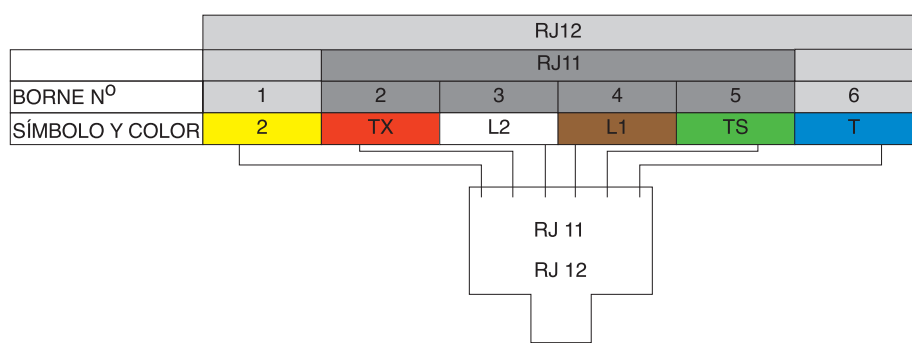 RJ12
RJ11
BORNE Nº 1 2 3 4 5 6
SÍMBOLO Y COLOR 2 TX L2 L1 TS T
RJ 11
RJ 12